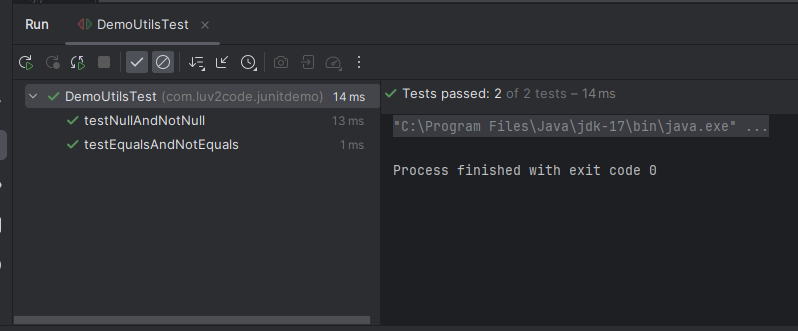 Run DemoUtilsTest ×
DemoUtilsTest (com.luv2code.junitdemo) 14 ms
testNullAndNotNull 13 ms
testEqualsAndNotEquals 1 ms
Tests passed: 2 of 2 tests – 14 ms
"C:\Program Files\Java\jdk-17\bin\java.exe" ...
Process finished with exit code 0